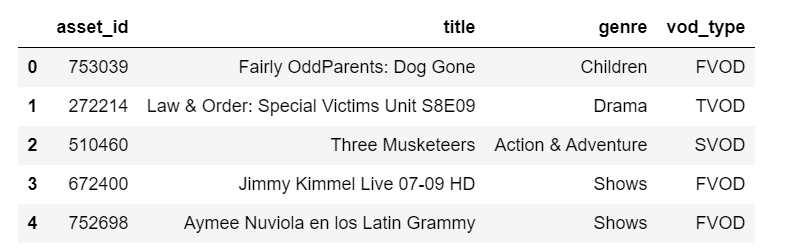 asset_id title genre vod_type
0 753039 Fairly OddParents: Dog Gone Children FVOD
1 272214 Law & Order: Special Victims Unit S8E09 Drama TVOD
2 510460 Three Musketeers Action & Adventure SVOD
3 672400 Jimmy Kimmel Live 07-09 HD Shows FVOD
4 752698 Aymee Nuviola en los Latin Grammy Shows FVOD